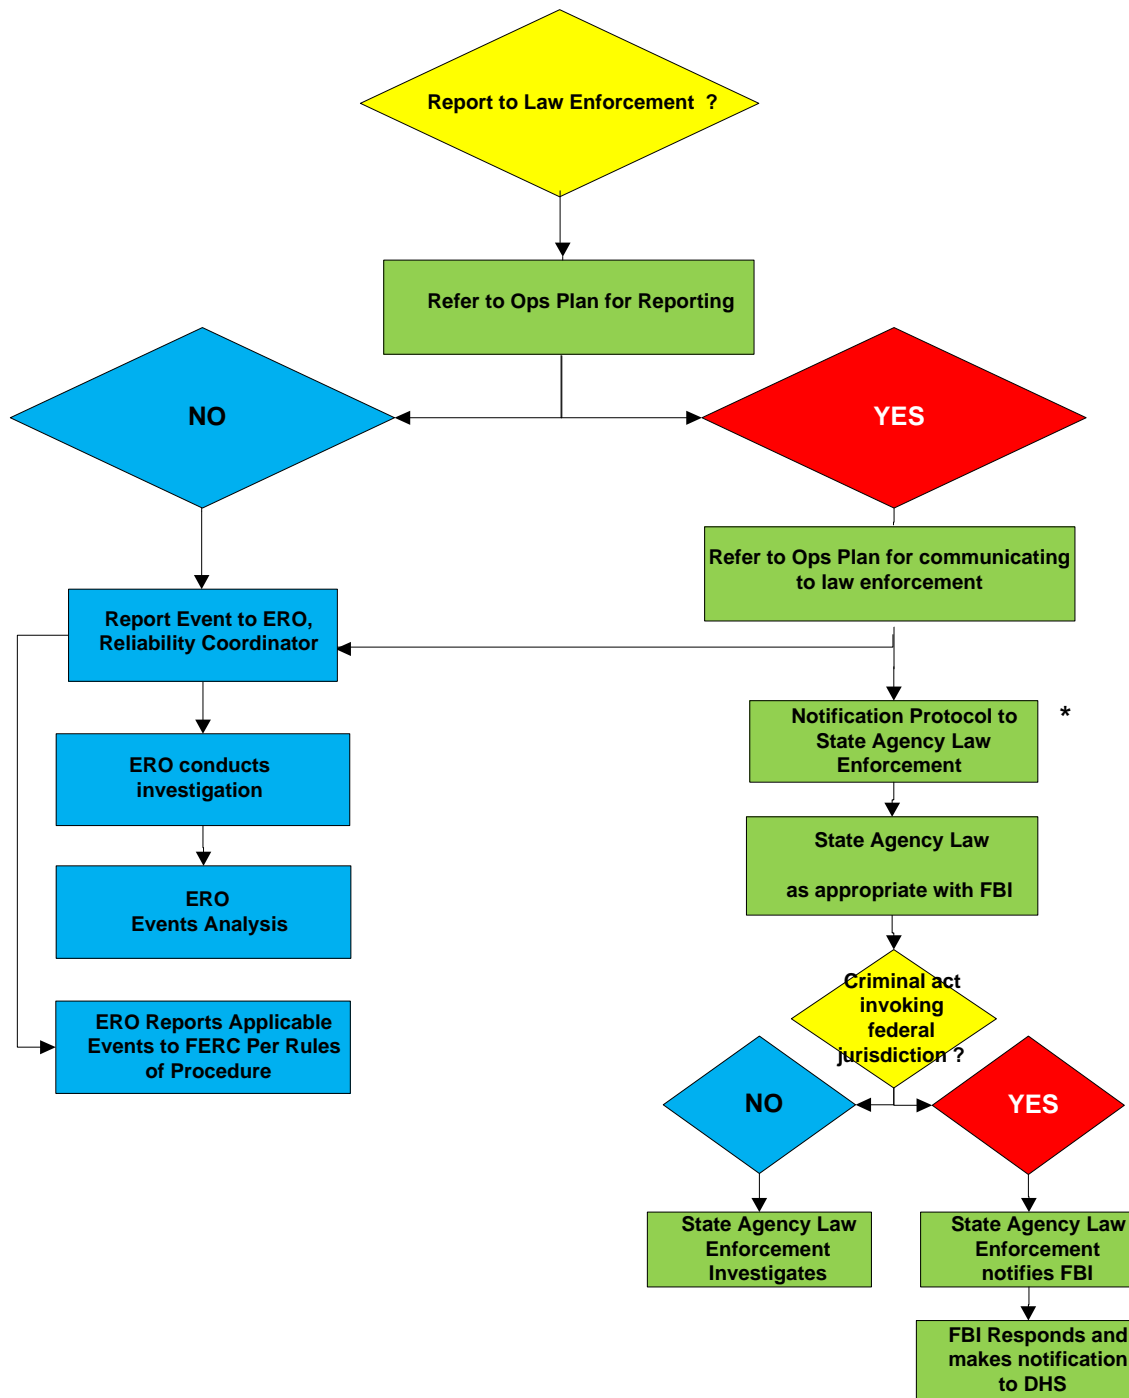 Report to Law Enforcement ?
Refer to Ops Plan for Reporting
NO
YES
Refer to Ops Plan for communicating
to law enforcement
Report Event to ERO,
Reliability Coordinator
Notification Protocol to
State Agency Law
Enforcement
*
ERO conducts
investigation
State Agency Law
as appropriate with FBI
ERO
Events Analysis
Criminal act
invoking
federal
jurisdiction ?
ERO Reports Applicable
Events to FERC Per Rules
of Procedure
NO
YES
State Agency Law
Enforcement
Investigates
State Agency Law
Enforcement
notifies FBI
FBI Responds and
makes notification
to DHS